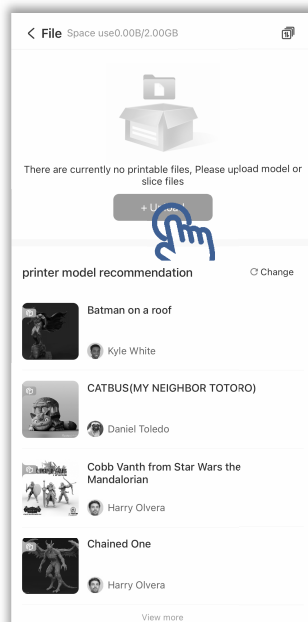 File Space use0.00B/2.00GB
There are currently no printable files, Please upload model or
slice files
printer model recommendation
Change
Batman on a roof
Kyle White
CATBUS(MY NEIGHBOR TOTORO)
Daniel Toledo
Cobb Vanth from Star Wars the
Mandalorian
Harry Olvera
Chained One
Harry Olvera
View more